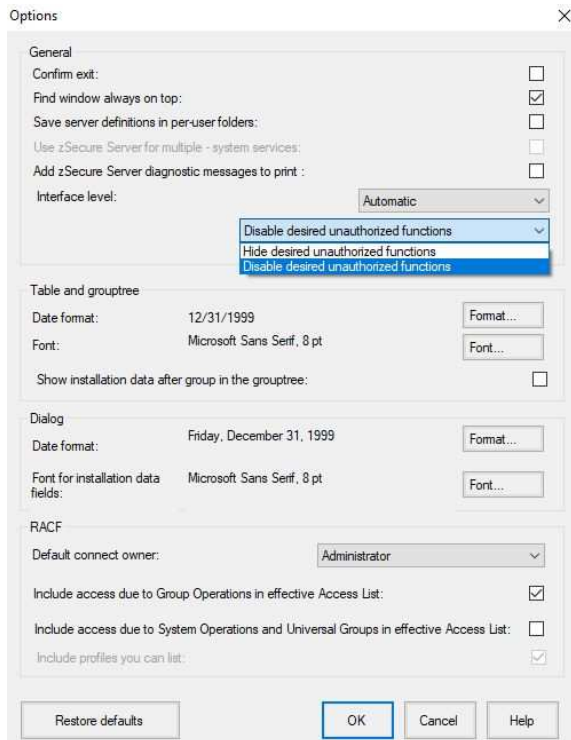 Options
General
Confirm exit:
Find window always on top:
Save server definitions in per-user folders:
Use zSecure Server for multiple - system services:
Add zSecure Server diagnostic messages to print :
Interface level:
Automatic
Disable desired unauthorized functions
Hide desired unauthorized functions
Disable desired unauthorized functions
Table and grouptree
Date format:
12/31/1999
Format...
Font:
Microsoft Sans Serif, 8 pt
Font...
Show installation data after group in the grouptree:
Dialog
Date format:
Friday, December 31, 1999
Format...
Font for installation data
fields:
Microsoft Sans Serif, 8 pt
Font...
RACF
Default connect owner:
Administrator
Include access due to Group Operations in effective Access List:
Include access due to System Operations and Universal Groups in effective Access List:
Include profiles you can list:
Restore defaults
OK
Cancel
Help